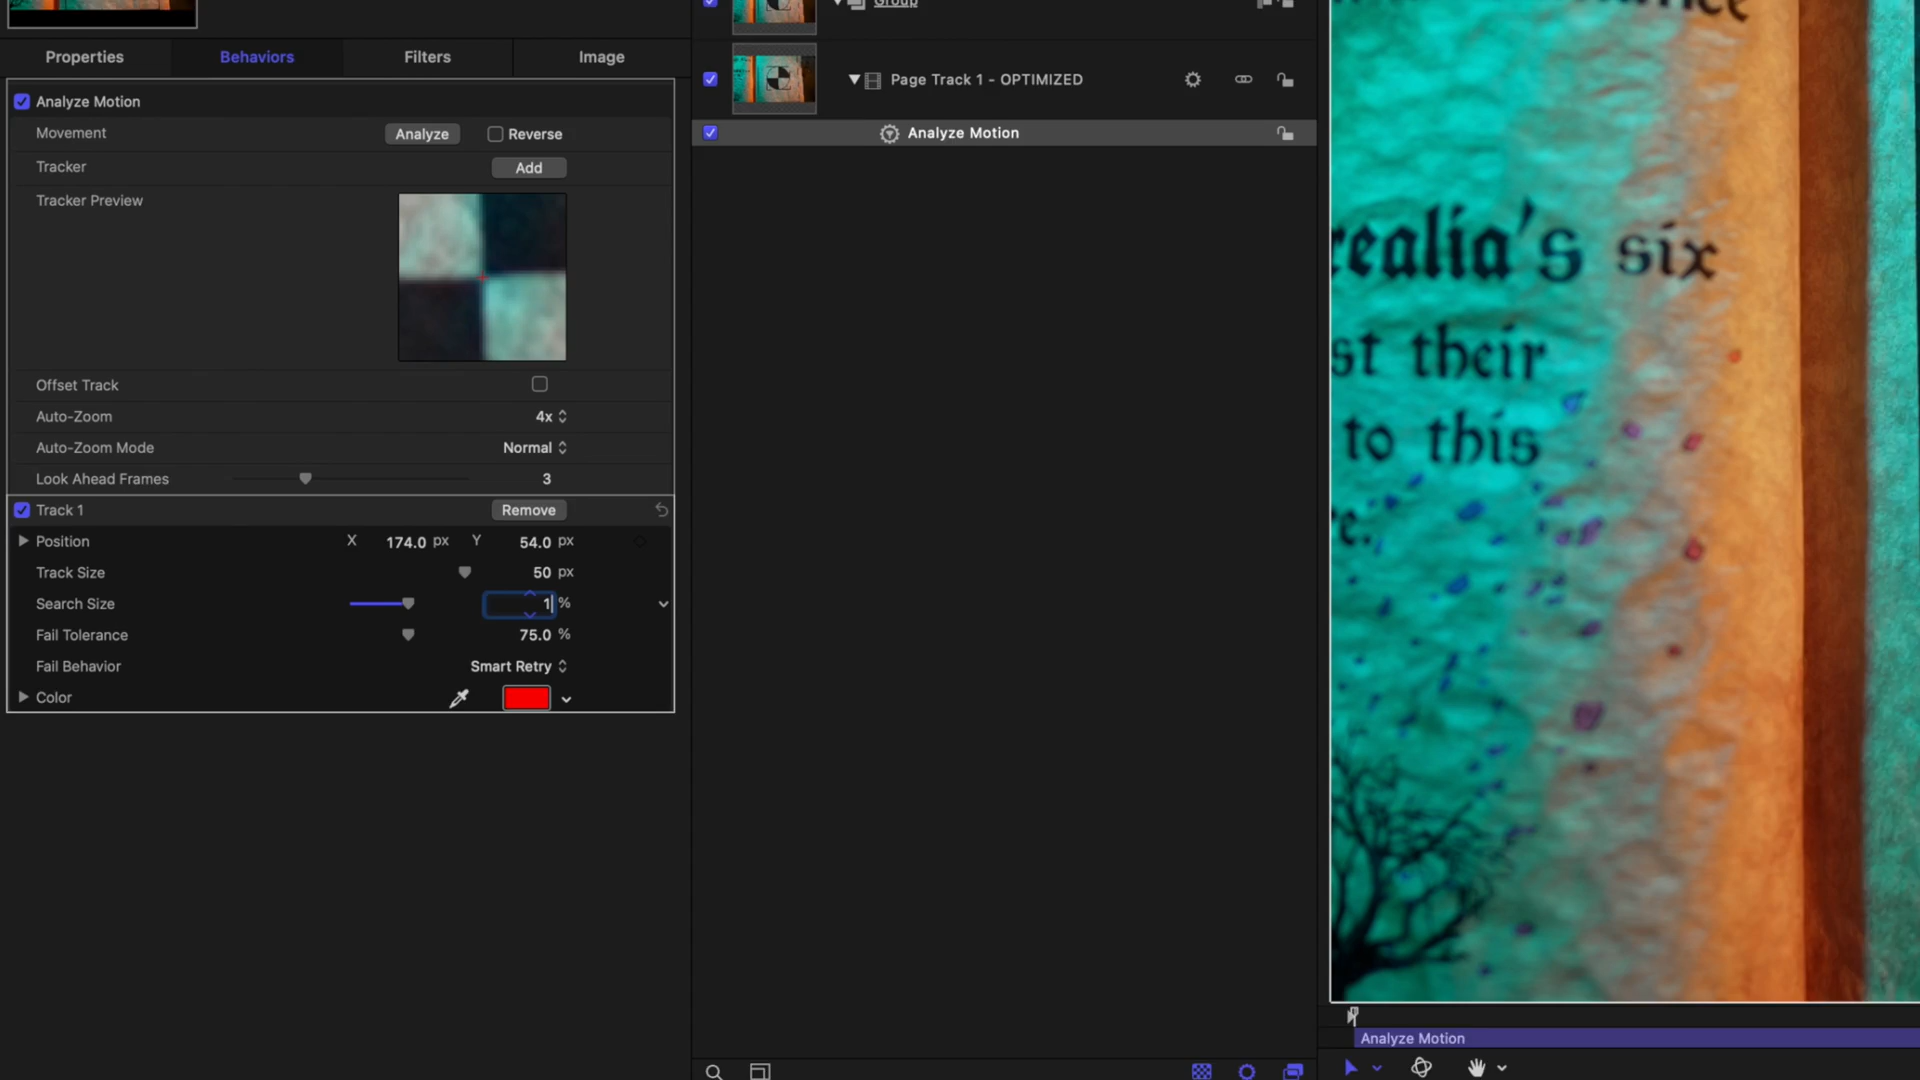 Group
Properties
Behaviors
Filters
Image
Analyze Motion
Movement
Analyze
Reverse
Tracker
Add
Tracker Preview
Offset Track
Auto-Zoom
4x
Auto-Zoom Mode
Normal
Look Ahead Frames
3
Track 1
Remove
Position
X 174.0 px Y 54.0 px
Track Size
50 px
Search Size
1 %
Fail Tolerance
75.0 %
Fail Behavior
Smart Retry
Color
Page Track 1 - OPTIMIZED
Analyze Motion
realia's six
st their
to this
e.
Analyze Motion